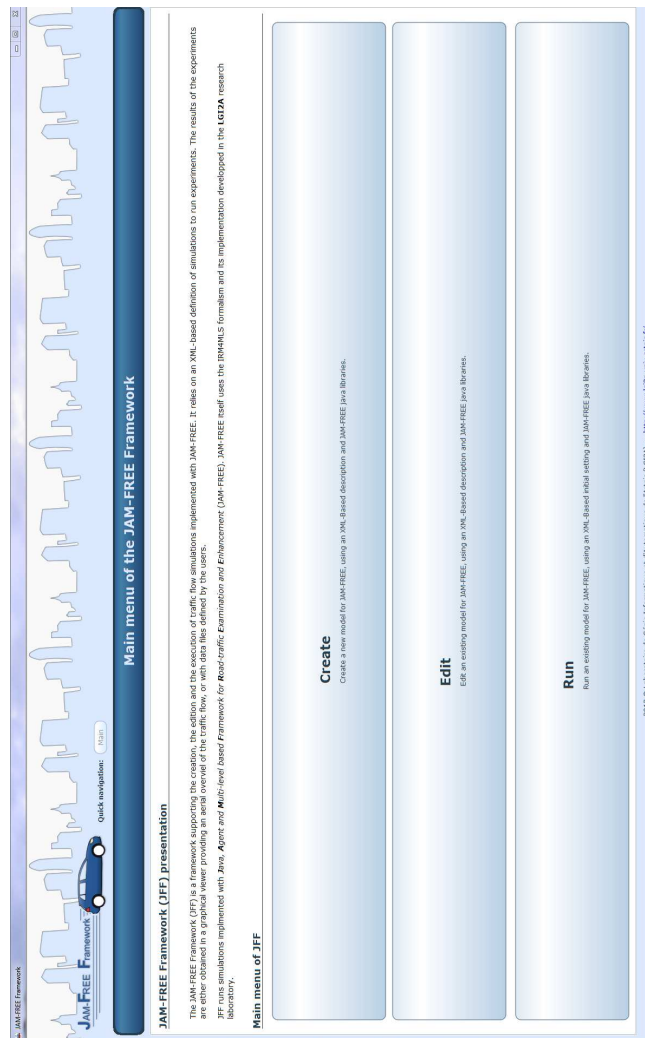 JAM-FREE Framework
JAM-FREE Framework
Quick navigation: Main
Main menu of the JAM-FREE Framework
JAM-FREE Framework (JFF) presentation
The JAM-FREE Framework (JFF) is a framework supporting the creation, the edition and the execution of traffic flow simulations implemented with JAM-FREE. It relies on an XML-based definition of simulations to run experiments. The results of the experiments
are either obtained in a graphical viewer providing an aerial overviel of the traffic flow, or with data files defined by the users.
JFF runs simulations implmented with Java, Agent and Multi-level based Framework for Road-traffic Examination and Enhancement (JAM-FREE). JAM-FREE itself uses the IRM4MLS formalism and its implementation developped in the LGI2A research
laboratory.
Main menu of JFF
Create
Create a new model for JAM-FREE, using an XML-Based description and JAM-FREE java libraries.
Edit
Edit an existing model for JAM-FREE, using an XML-Based description and JAM-FREE java libraries.
Run
Run an existing model for JAM-FREE, using an XML-Based initial setting and JAM-FREE java libraries.